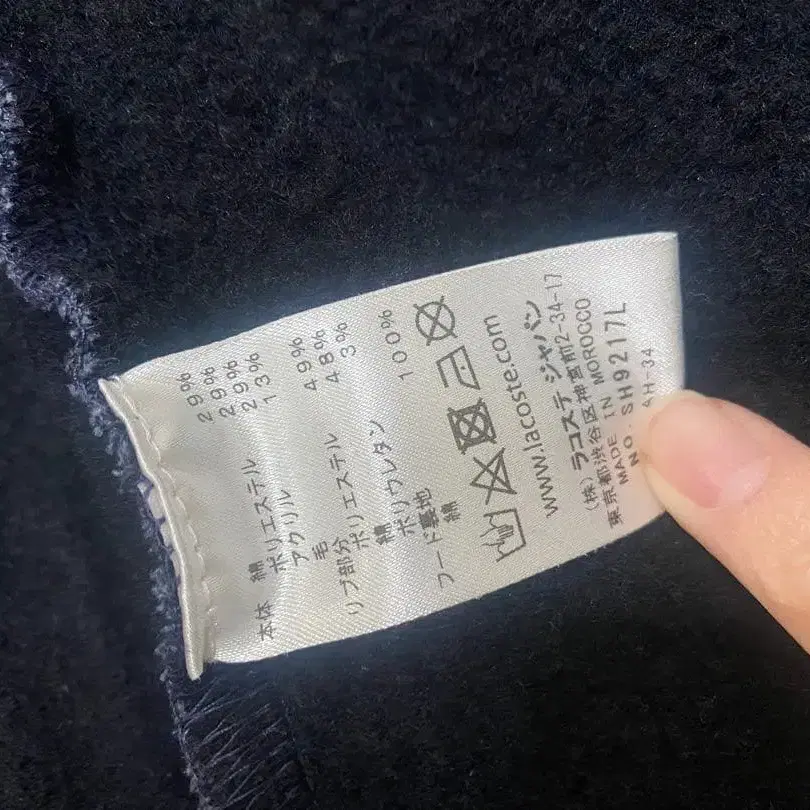 本体 綿 29%
ポリエステル 29%
アクリル 29%
毛 13%
リブ部分
ポリエステル 49%
綿 48%
ポリウレタン 3%
フード裏地
綿 100%
www.lacoste.com
(株) ラコステ ジャパン
東京都渋谷区神宮前2-34-17
MADE IN MOROCCO
NO. SH9217L
AH-34